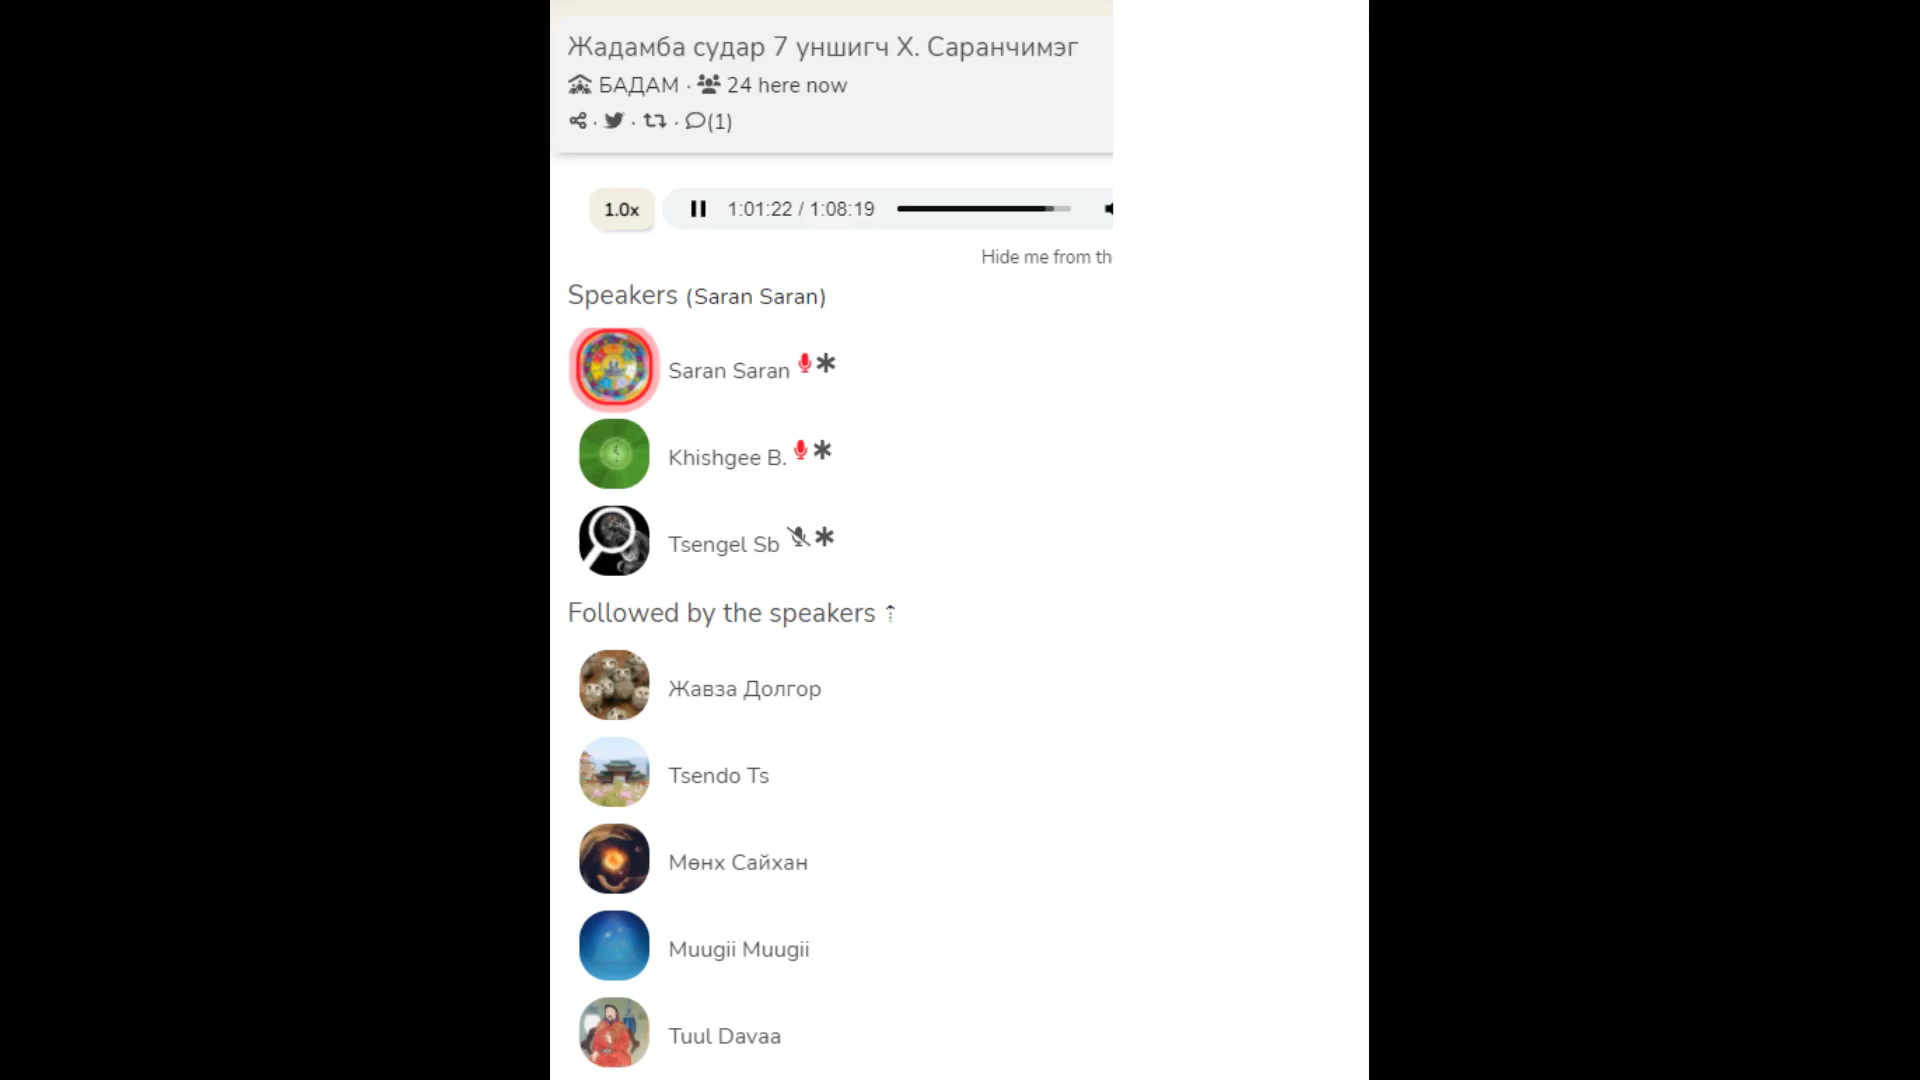 Жадамба судар 7 уншигч Х. Саранчимэг
БАДАМ · 24 here now
· · · (1)
1.0x 1:01:22 / 1:08:19
Hide me from th
Speakers (Saran Saran)
Saran Saran
Khishgee B.
Tsengel Sb
Followed by the speakers
Жавза Долгор
Tsendo Ts
Мөнх Сайхан
Muugii Muugii
Tuul Davaa